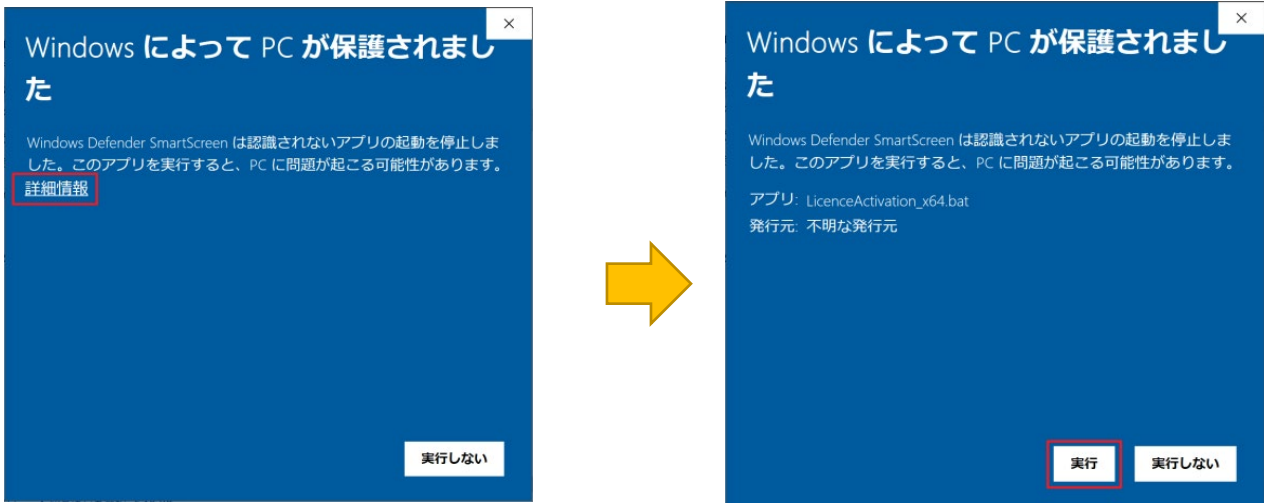 Windows によって PC が保護されまし
た
Windows Defender SmartScreen は認識されないアプリの起動を停止しま
した。このアプリを実行すると、PC に問題が起こる可能性があります。
詳細情報
実行しない
Windows によって PC が保護されまし
た
Windows Defender SmartScreen は認識されないアプリの起動を停止しま
した。このアプリを実行すると、PC に問題が起こる可能性があります。
アプリ: LicenceActivation_x64.bat
発行元: 不明な発行元
実行 実行しない